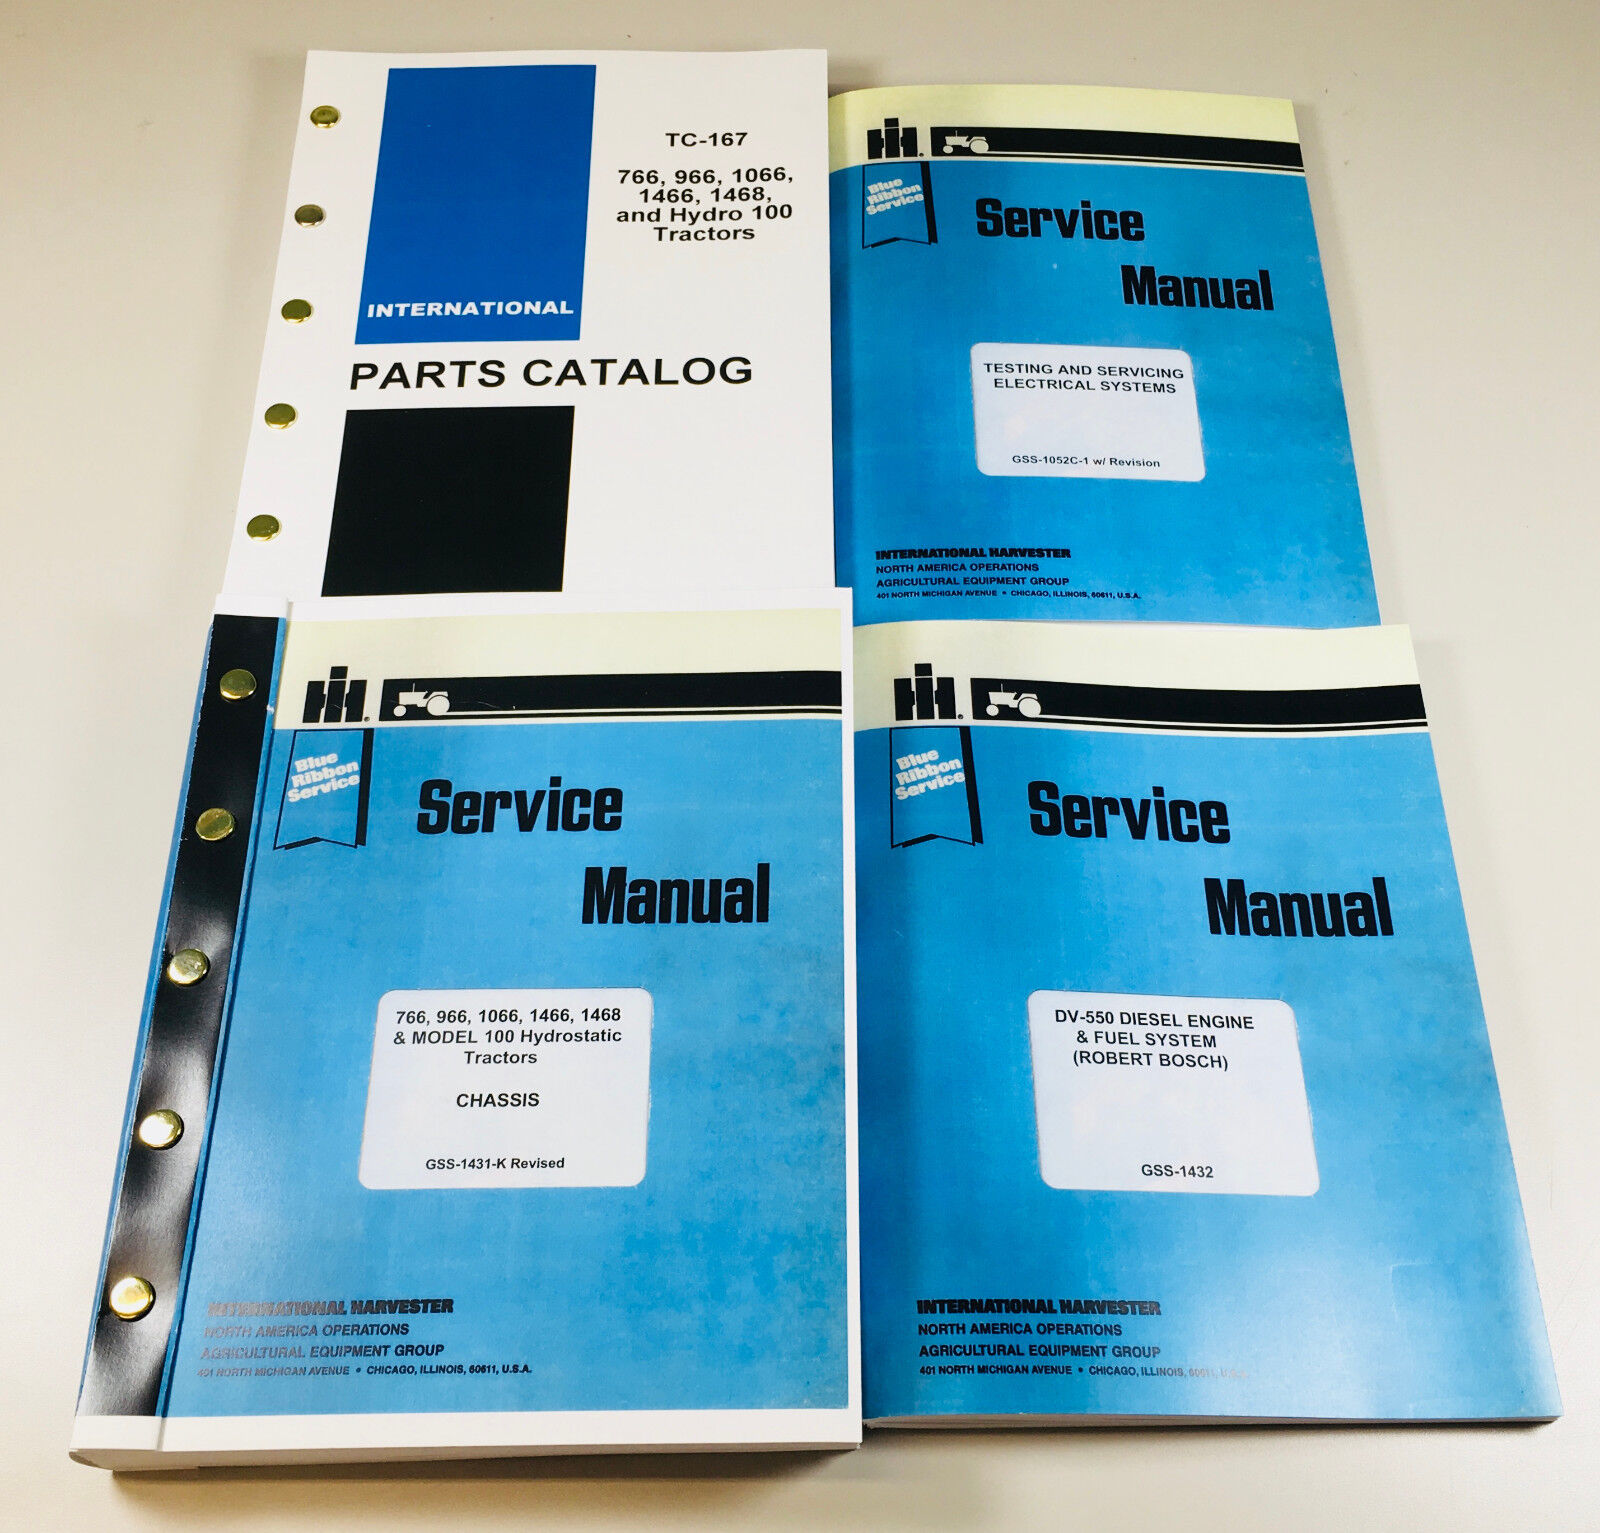 TC-167
766, 966, 1066,
1466, 1468,
and Hydro 100
Tractors
INTERNATIONAL
PARTS CATALOG
IH®
Blue
Ribbon
Service
Service
Manual
TESTING AND SERVICING
ELECTRICAL SYSTEMS
GSS-1052C-1 w/ Revision
INTERNATIONAL HARVESTER
NORTH AMERICA OPERATIONS
AGRICULTURAL EQUIPMENT GROUP
401 NORTH MICHIGAN AVENUE • CHICAGO, ILLINOIS, 60611, U.S.A.
IH®
Blue
Ribbon
Service
Service
Manual
766, 966, 1066, 1466, 1468
& MODEL 100 Hydrostatic
Tractors
CHASSIS
GSS-1431-K Revised
INTERNATIONAL HARVESTER
NORTH AMERICA OPERATIONS
AGRICULTURAL EQUIPMENT GROUP
401 NORTH MICHIGAN AVENUE • CHICAGO, ILLINOIS, 60611, U.S.A.
IH®
Blue
Ribbon
Service
Service
Manual
DV-550 DIESEL ENGINE
& FUEL SYSTEM
(ROBERT BOSCH)
GSS-1432
INTERNATIONAL HARVESTER
NORTH AMERICA OPERATIONS
AGRICULTURAL EQUIPMENT GROUP
401 NORTH MICHIGAN AVENUE • CHICAGO, ILLINOIS, 60611, U.S.A.